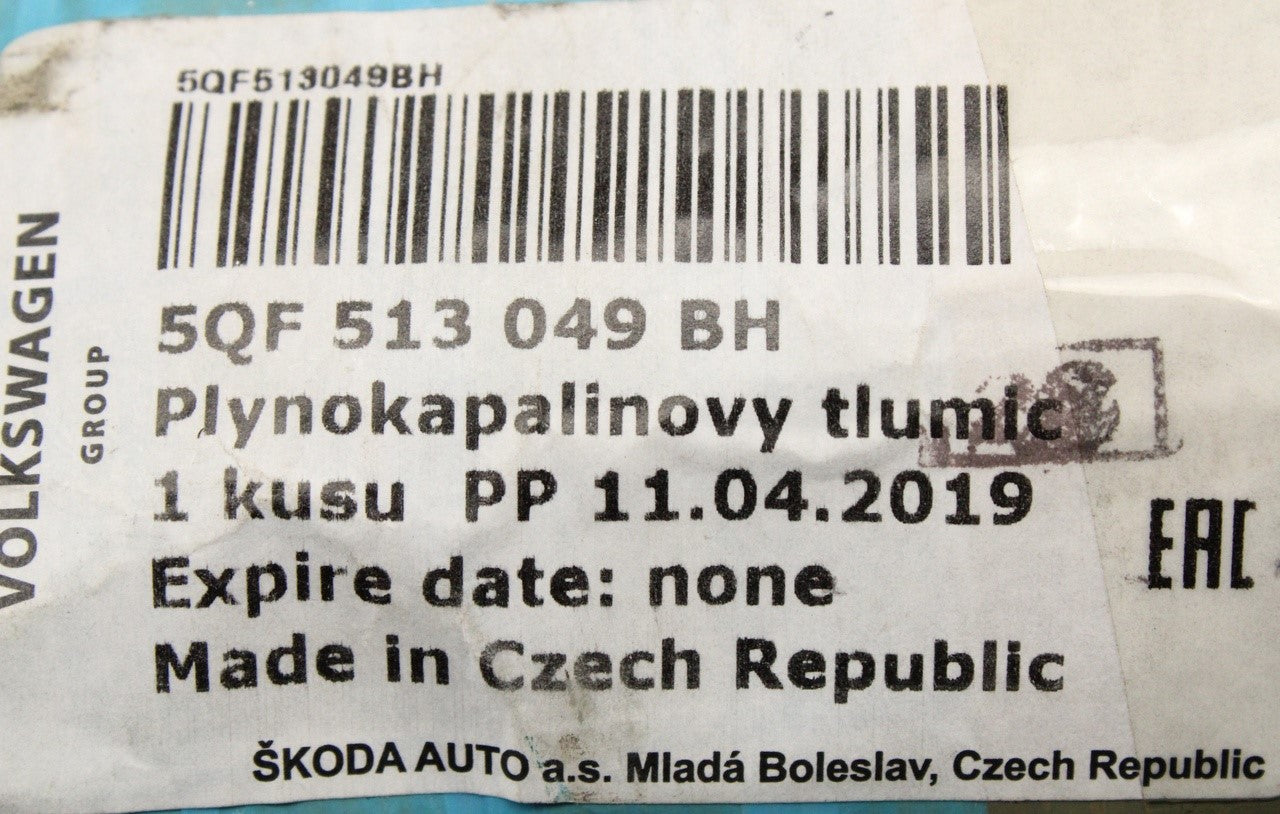 5QF513049BH
VOLKSWAGEN
GROUP
5QF 513 049 BH
Plynokapalinovy tlumic
1 kusu PP 11.04.2019
Expire date: none
Made in Czech Republic
EAC
ŠKODA AUTO a.s. Mladá Boleslav, Czech Republic